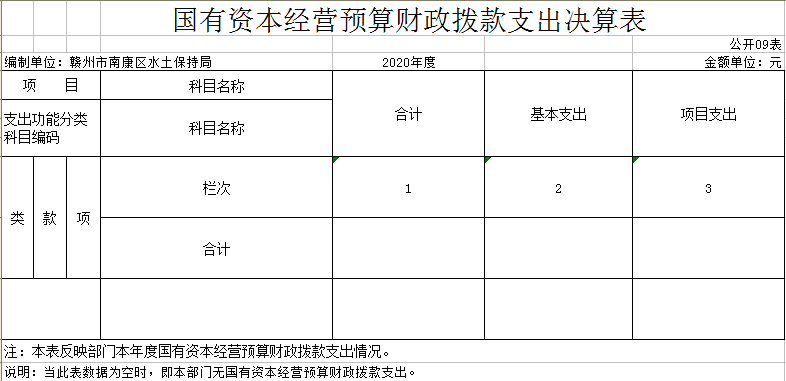 国有资本经营预算财政拨款支出决算表
公开09表
编制单位：赣州市南康区水土保持局 2020年度 金额单位：元
项 目 科目名称 合计 基本支出 项目支出
支出功能分类
科目编码
科目名称
类 款 项 栏次 1 2 3
合计
注：本表反映部门本年度国有资本经营预算财政拨款支出情况。
说明：当此表数据为空时，即本部门无国有资本经营预算财政拨款支出。